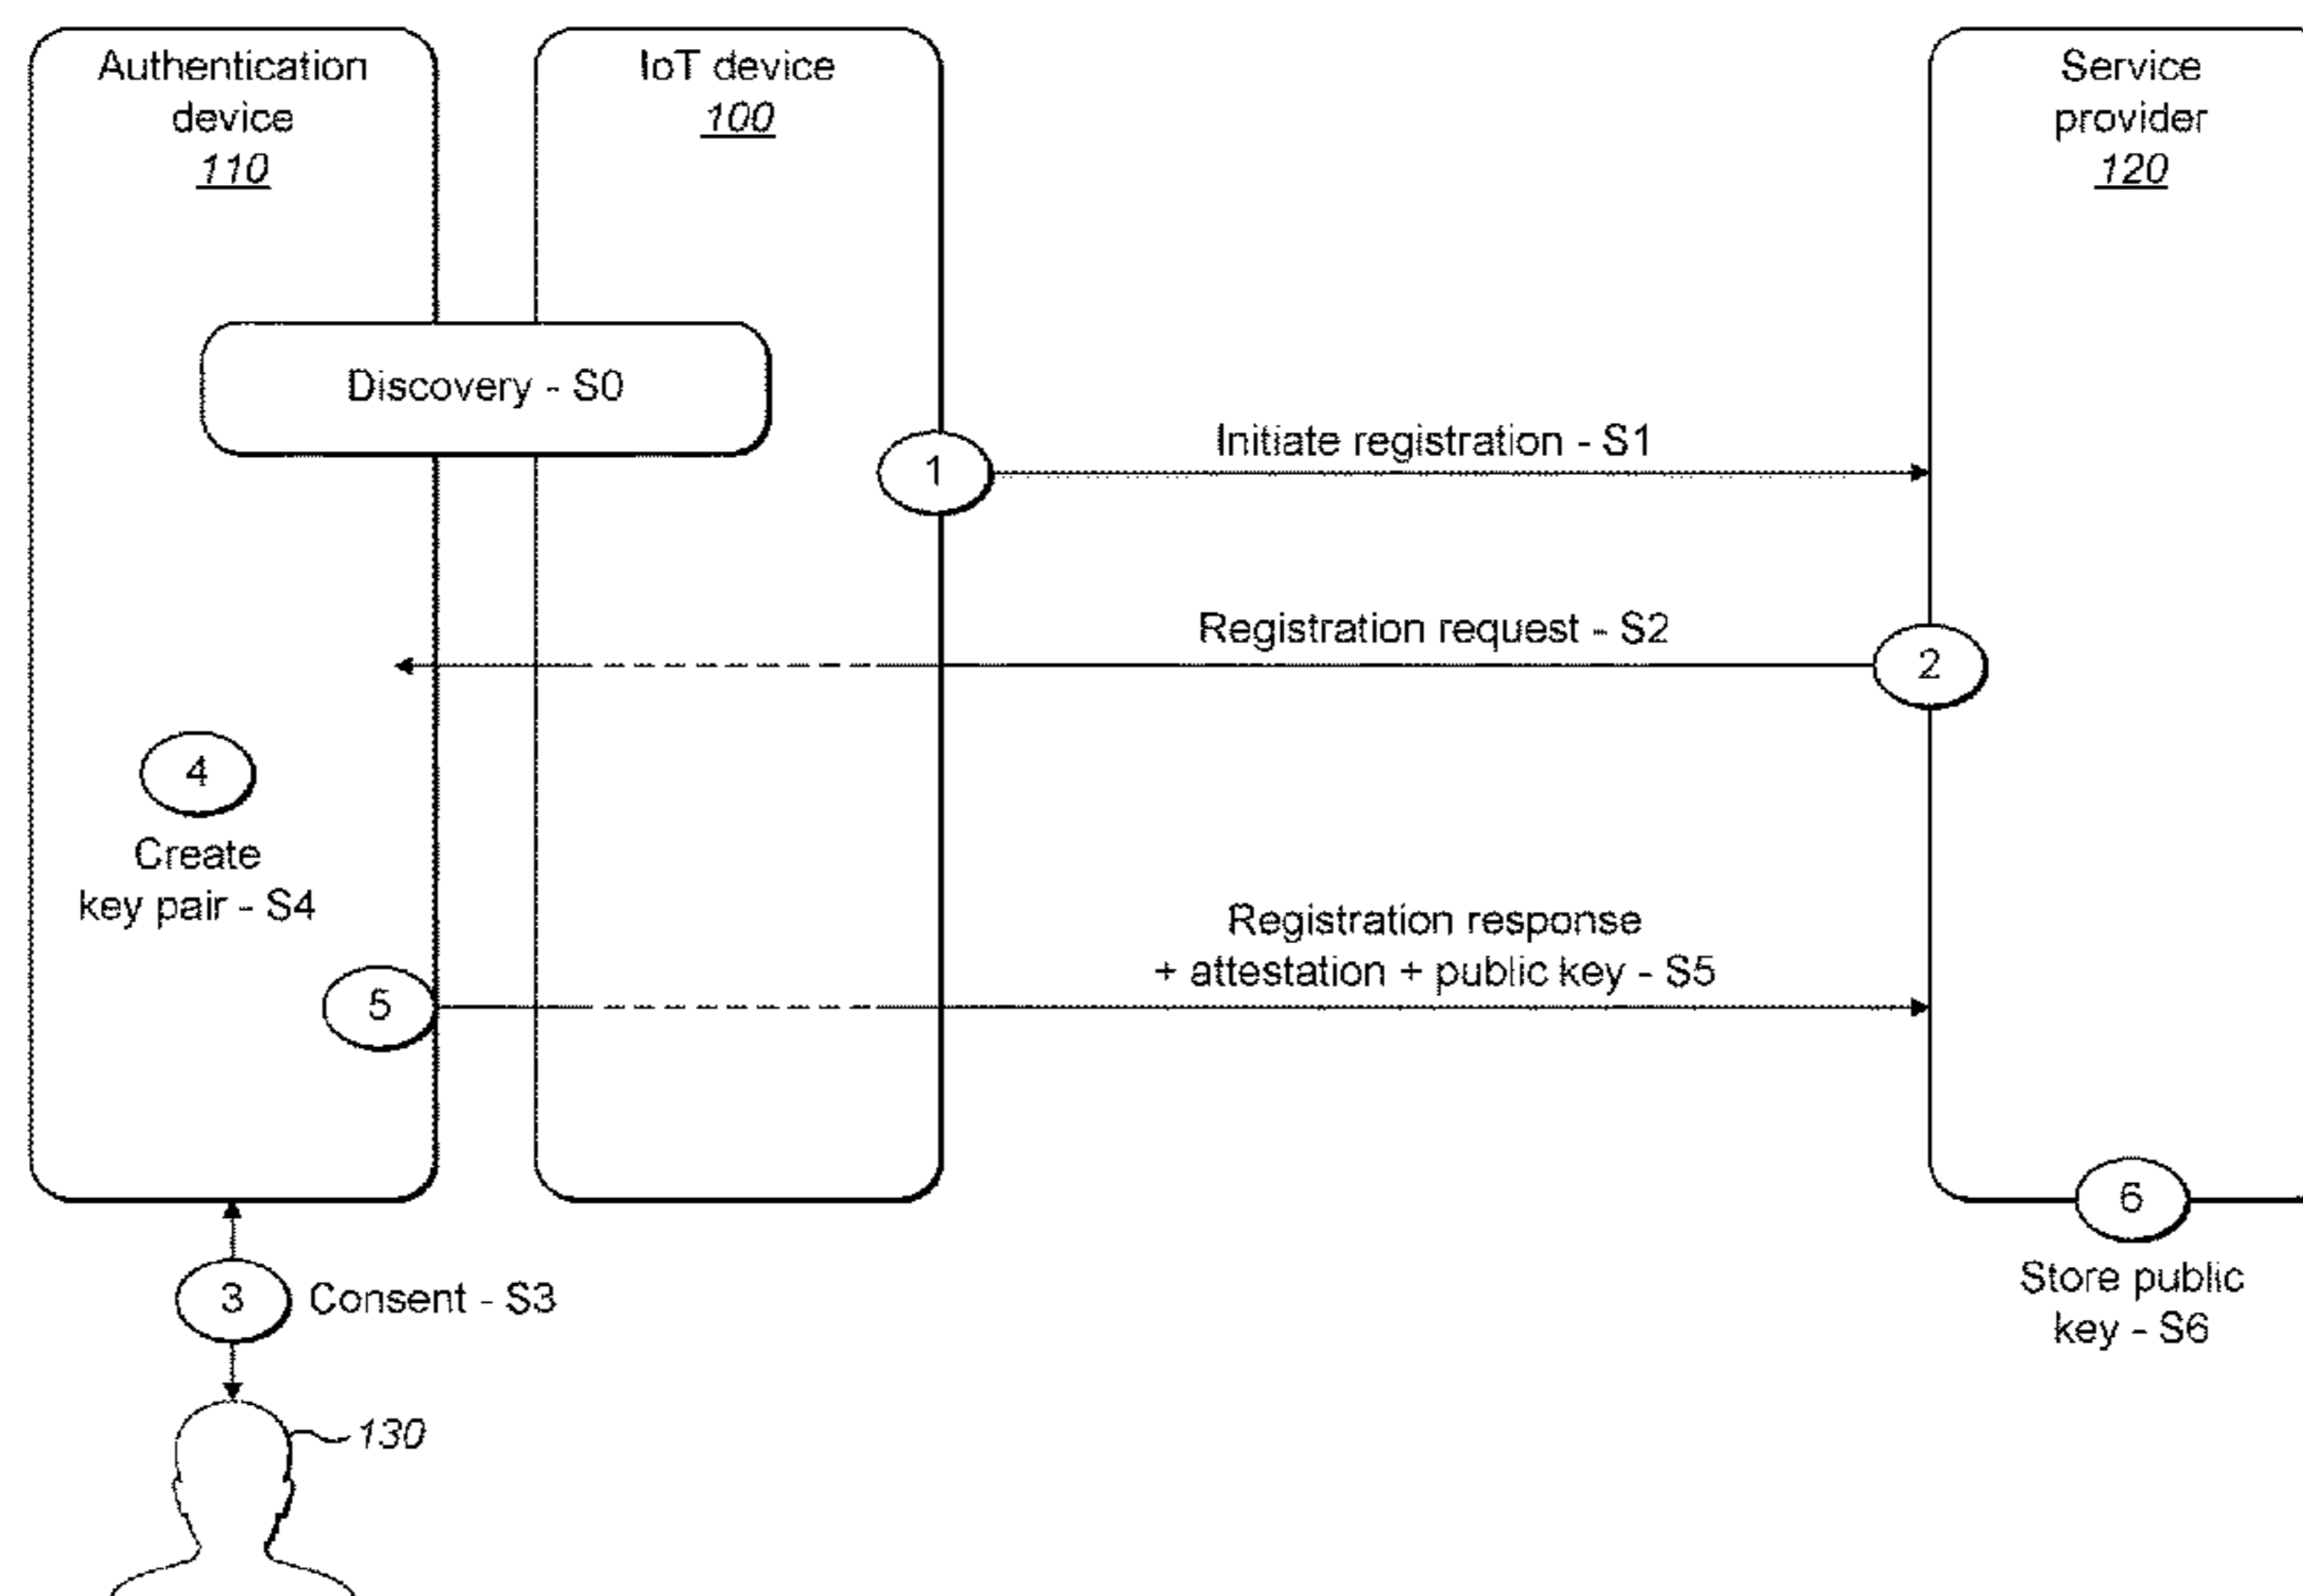 Authentication
device
110
IoT device
100
Service
provider
120
Discovery - S0
1
Initiate registration - S1
Registration request - S2
2
4
Create
key pair - S4
5
Registration response
+ attestation + public key - S5
6
Store public
key - S6
3
Consent - S3
130